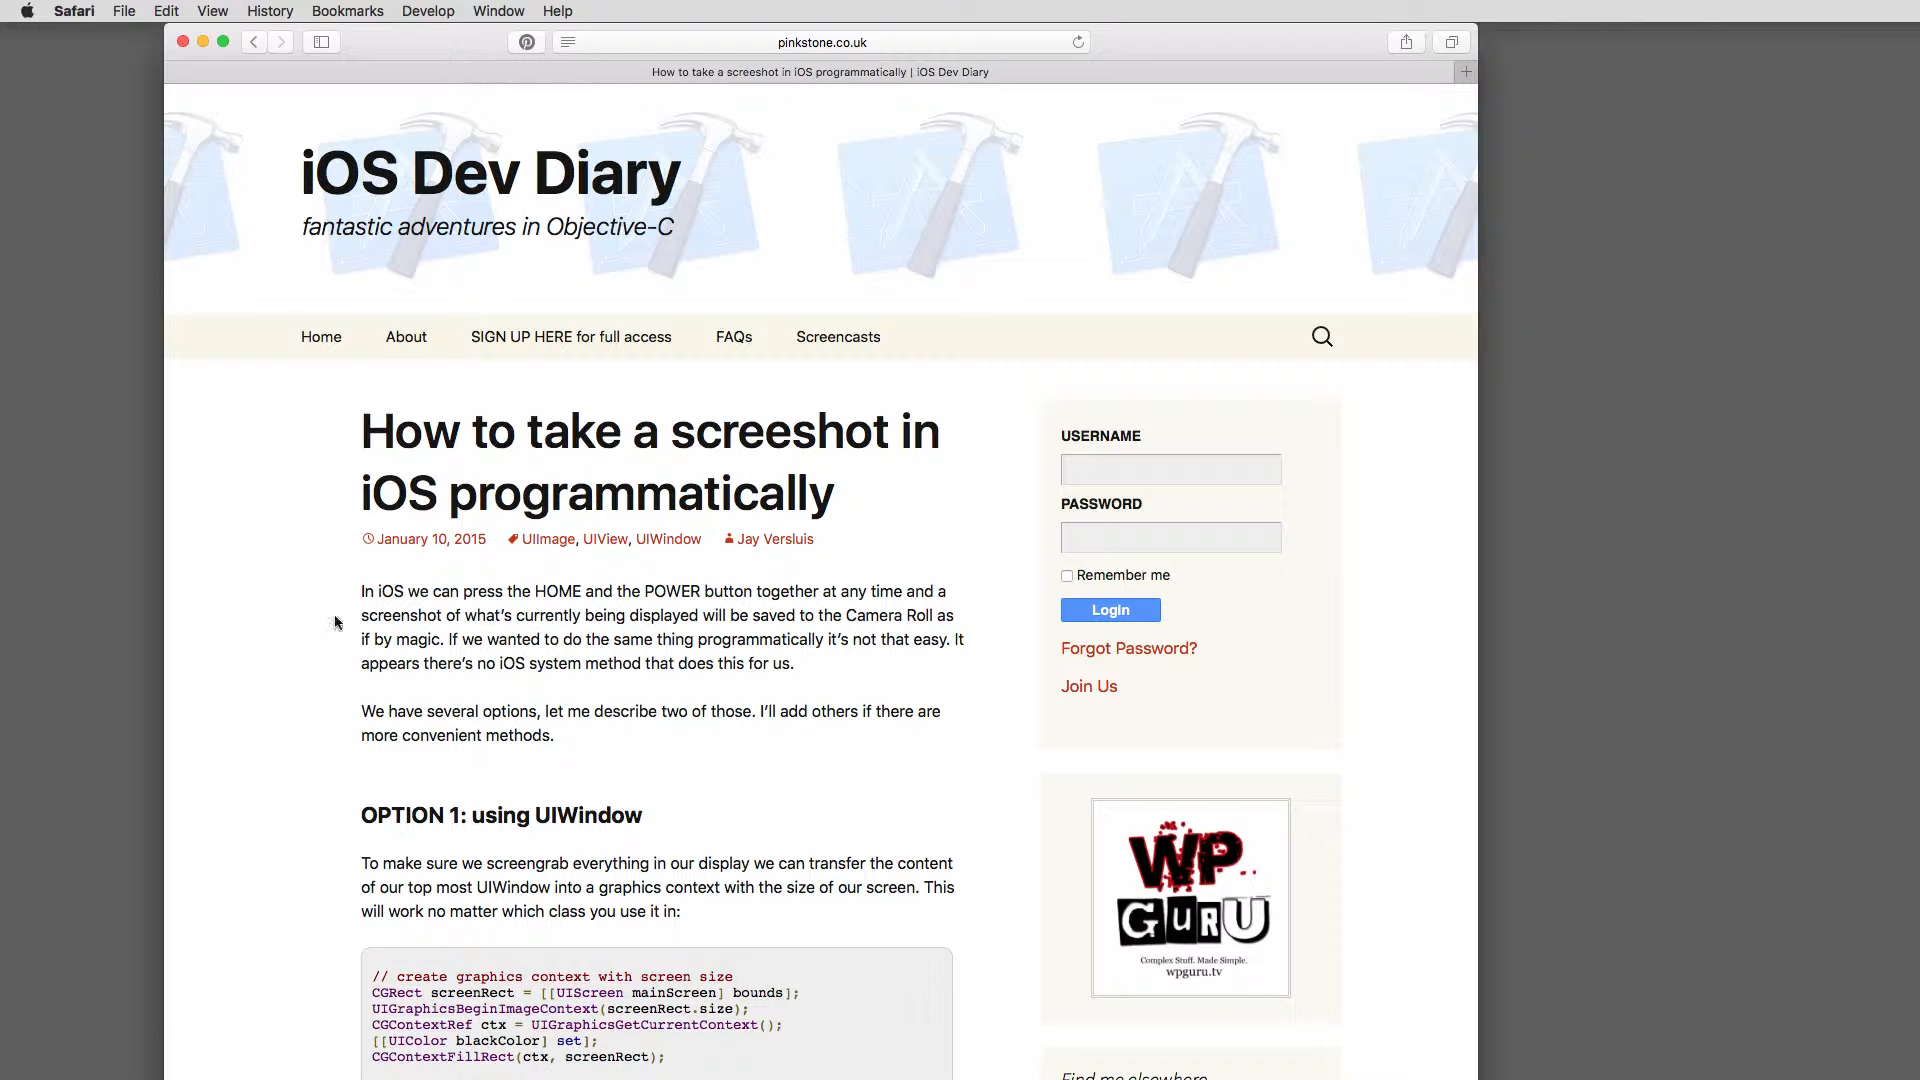 Safari File Edit View History Bookmarks Develop Window Help
pinkstone.co.uk
How to take a screeshot in iOS programmatically | iOS Dev Diary
iOS Dev Diary
fantastic adventures in Objective-C
Home About SIGN UP HERE for full access FAQs Screencasts
How to take a screeshot in
iOS programmatically
January 10, 2015 UIImage, UIView, UIWindow Jay Versluis
In iOS we can press the HOME and the POWER button together at any time and a
screenshot of what's currently being displayed will be saved to the Camera Roll as
if by magic. If we wanted to do the same thing programmatically it's not that easy. It
appears there's no iOS system method that does this for us.
We have several options, let me describe two of those. I'll add others if there are
more convenient methods.
OPTION 1: using UIWindow
To make sure we screengrab everything in our display we can transfer the content
of our top most UIWindow into a graphics context with the size of our screen. This
will work no matter which class you use it in:
// create graphics context with screen size
CGRect screenRect = [[UIScreen mainScreen] bounds];
UIGraphicsBeginImageContext(screenRect.size);
CGContextRef ctx = UIGraphicsGetCurrentContext();
[[UIColor blackColor] set];
CGContextFillRect(ctx, screenRect);
USERNAME
PASSWORD
Remember me
Login
Forgot Password?
Join Us
WP
GURU
Complex Stuff. Made Simple.
wpguru.tv
Find me elsewhere